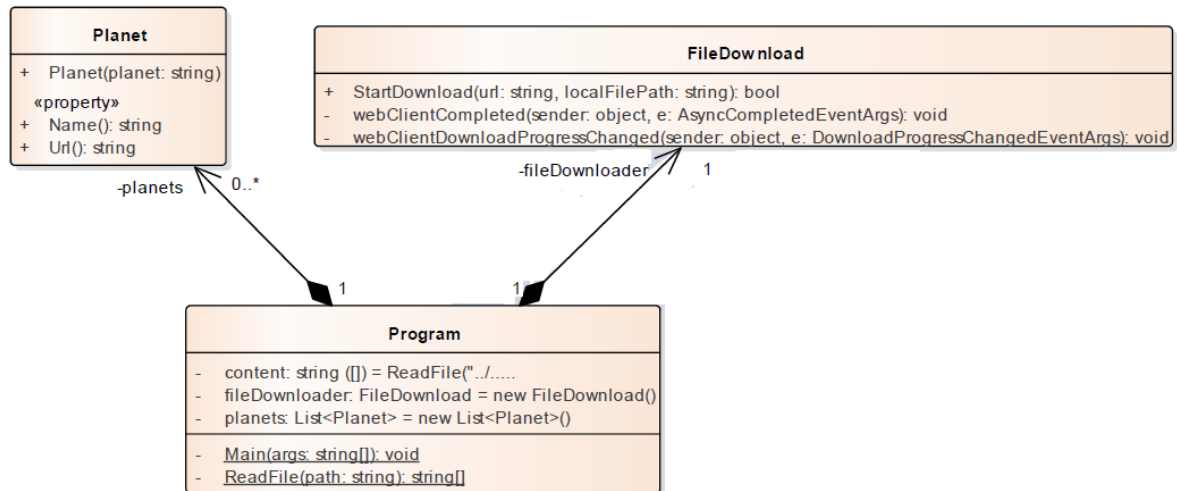 Planet
+ Planet(planet: string)
«property»
+ Name(): string
+ Url(): string
FileDownload
+ StartDownload(url: string, localFilePath: string): bool
- webClientCompleted(sender: object, e: AsyncCompletedEventArgs): void
- webClientDownloadProgressChanged(sender: object, e: DownloadProgressChangedEventArgs): void
-planets
0..*
-fileDownloader
1
1
1
Program
- content: string ([]) = ReadFile("../.....
- fileDownloader: FileDownload = new FileDownload()
- planets: List<Planet> = new List<Planet>()
- Main(args: string[]): void
- ReadFile(path: string): string[]